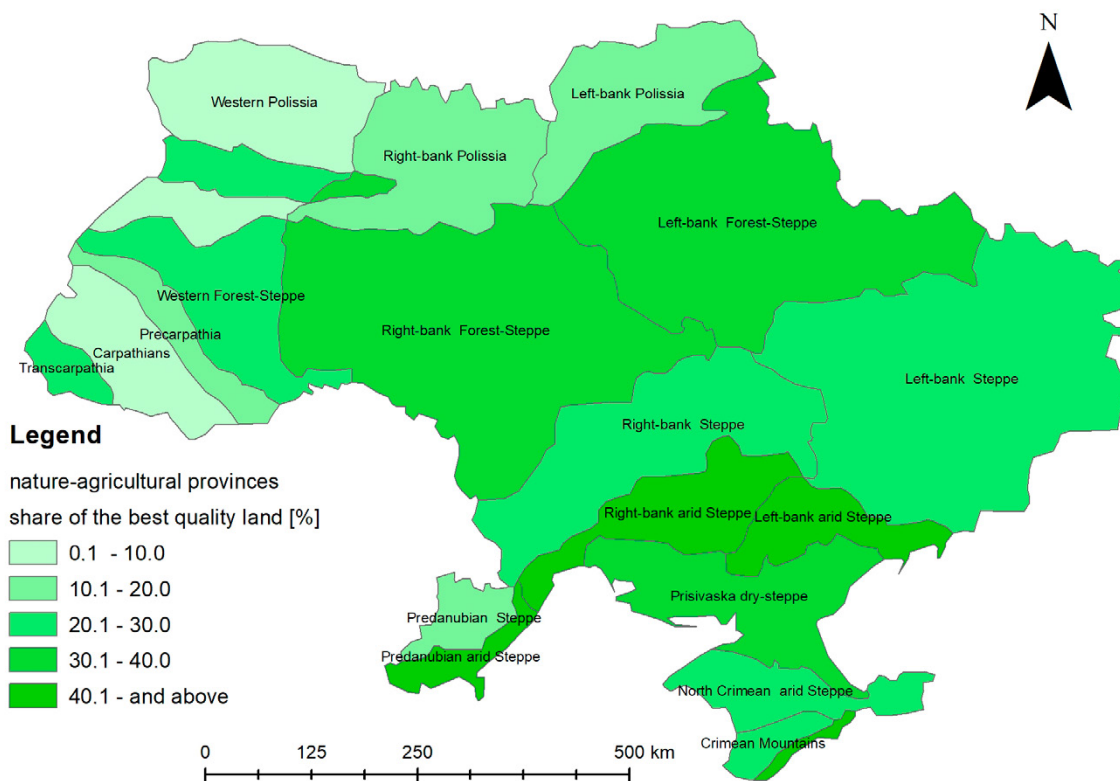 N
Western Polissia
Left-bank Polissia
Right-bank Polissia
Left-bank Forest-Steppe
Western Forest-Steppe
Right-bank Forest-Steppe
Precarpathia
Carpathians
Transcarpathia
Left-bank Steppe
Right-bank Steppe
Right-bank arid Steppe
Left-bank arid Steppe
Prisivaska dry-steppe
Predanubian Steppe
Predanubian arid Steppe
North Crimean arid Steppe
Crimean Mountains
Legend
nature-agricultural provinces
share of the best quality land [%]
0.1 - 10.0
10.1 - 20.0
20.1 - 30.0
30.1 - 40.0
40.1 - and above
0 125 250 500 km